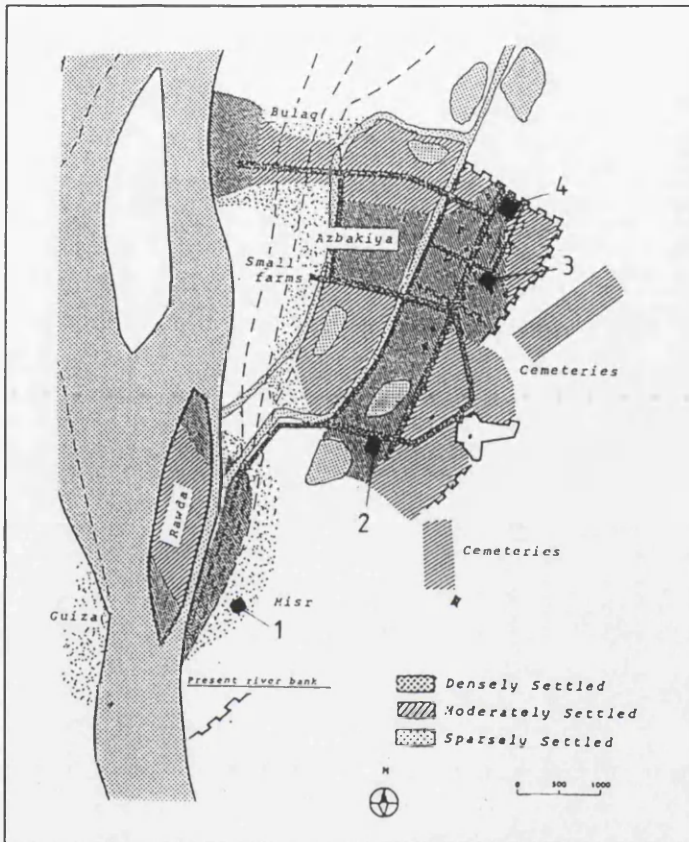 Bulaq
4
Azbakiya
Small
farms
3
Cemeteries
2
Rawda
Cemeteries
Misr
Guiza
1
Present river bank
Densely Settled
Moderately Settled
Sparsely Settled
N
0 500 1000